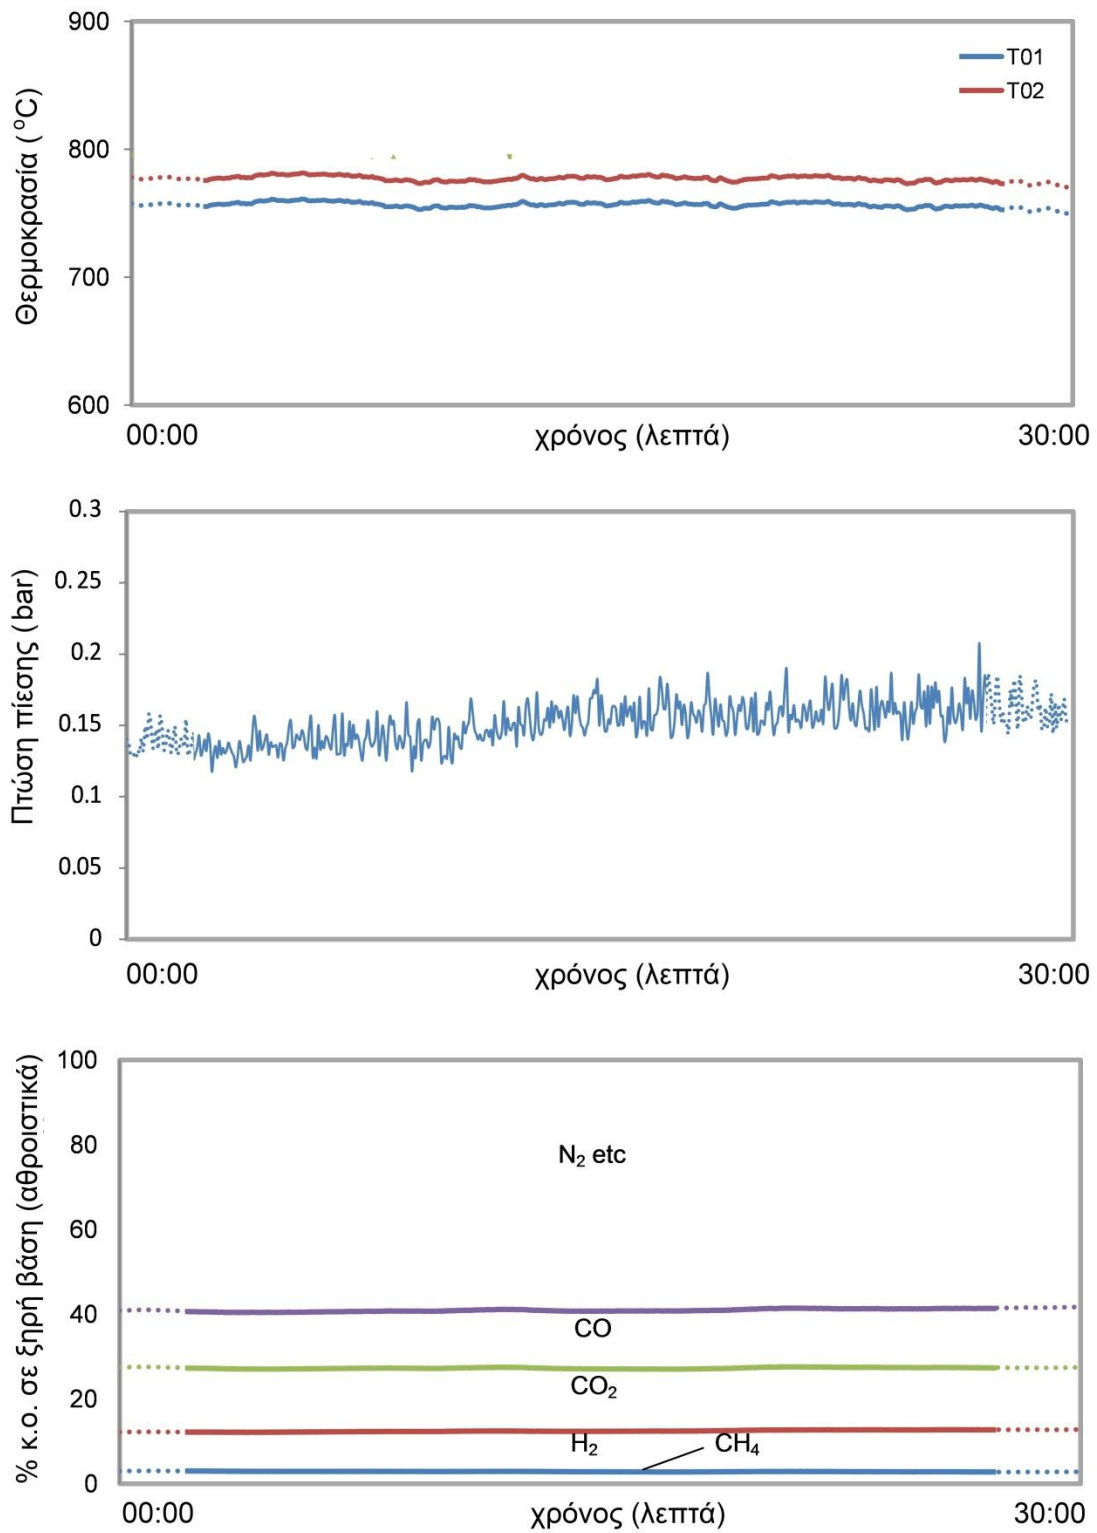 900
T01
T02
800
700
600
Θερμοκρασία (°C)
00:00 χρόνος (λεπτά) 30:00
0.3
0.25
0.2
0.15
0.1
0.05
0
Πτώση πίεσης (bar)
00:00 χρόνος (λεπτά) 30:00
100
80
N₂ etc
60
40
CO
CO₂
20
H₂ CH₄
0
% κ.ο. σε ξηρή βάση (αθροιστικά)
00:00 χρόνος (λεπτά) 30:00